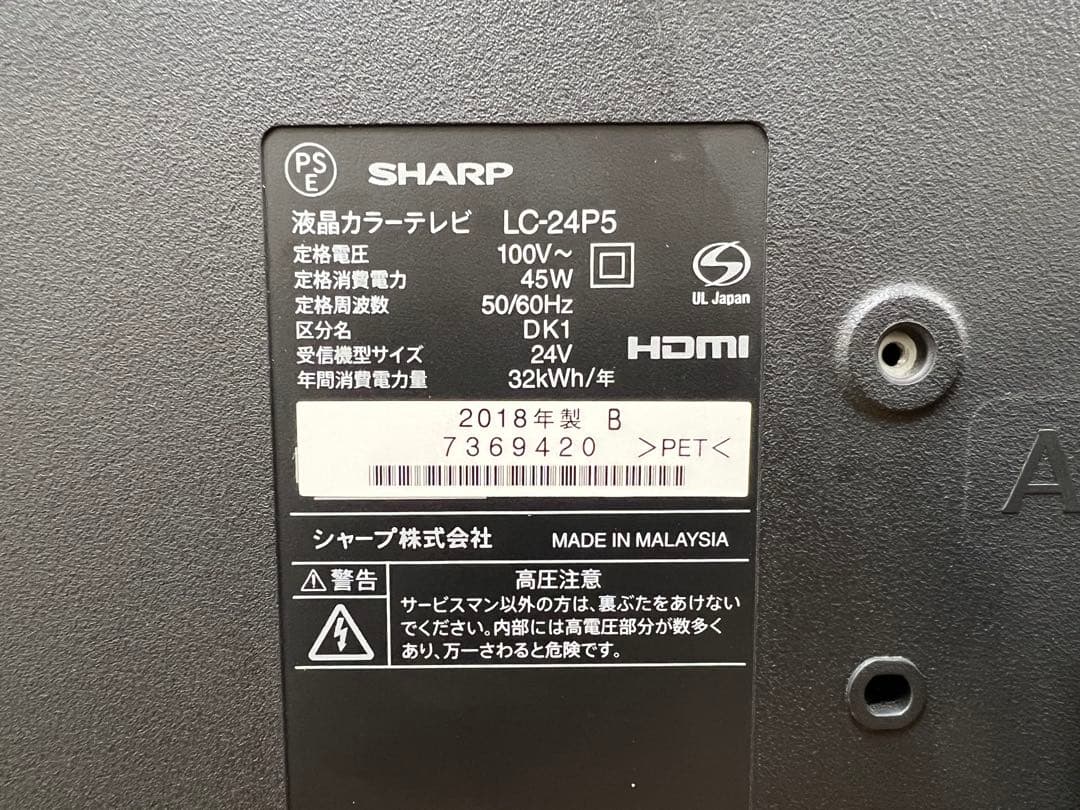 PSE
SHARP
液晶カラーテレビ LC-24P5
定格電圧 100V～
定格消費電力 45W
定格周波数 50/60Hz
区分名 DK1
受信機型サイズ 24V
年間消費電力量 32kWh/年
UL Japan
HDMI
2018年製 B
7369420 >PET<
シャープ株式会社 MADE IN MALAYSIA
⚠警告
高圧注意
サービスマン以外の方は、裏ぶたをあけない
でください。内部には高電圧部分が数多く
あり、万一さわると危険です。
A